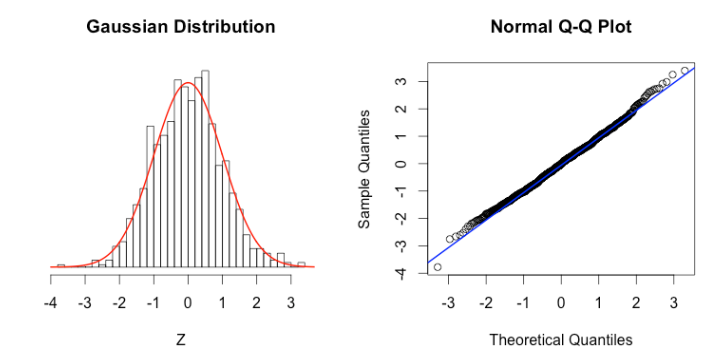 Gaussian Distribution
-4 -3 -2 -1 0 1 2 3
Z
Normal Q-Q Plot
Sample Quantiles
3
2
1
0
-1
-2
-3
-4
-3 -2 -1 0 1 2 3
Theoretical Quantiles